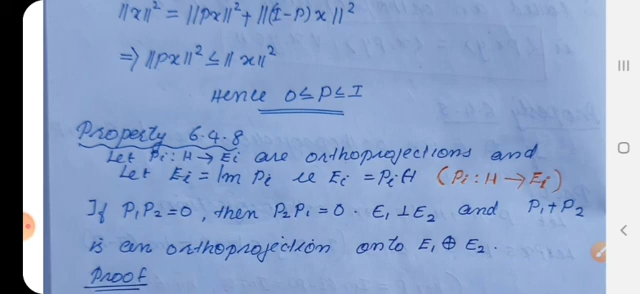 ||x||² = ||Px||² + ||(I-P)x||²
⇒ ||Px||² ≤ ||x||²
Hence 0 ≤ P ≤ I
Property 6.4.8
Let Pi : H → Ei are orthoprojections and
Let Ei = Im Pi ie Ei = PiH (Pi : H → Ei)
If P₁P₂ = 0, then P₂P₁ = 0. E₁ ⊥ E₂ and P₁ + P₂
is an orthoprojection onto E₁ ⊕ E₂.
Proof